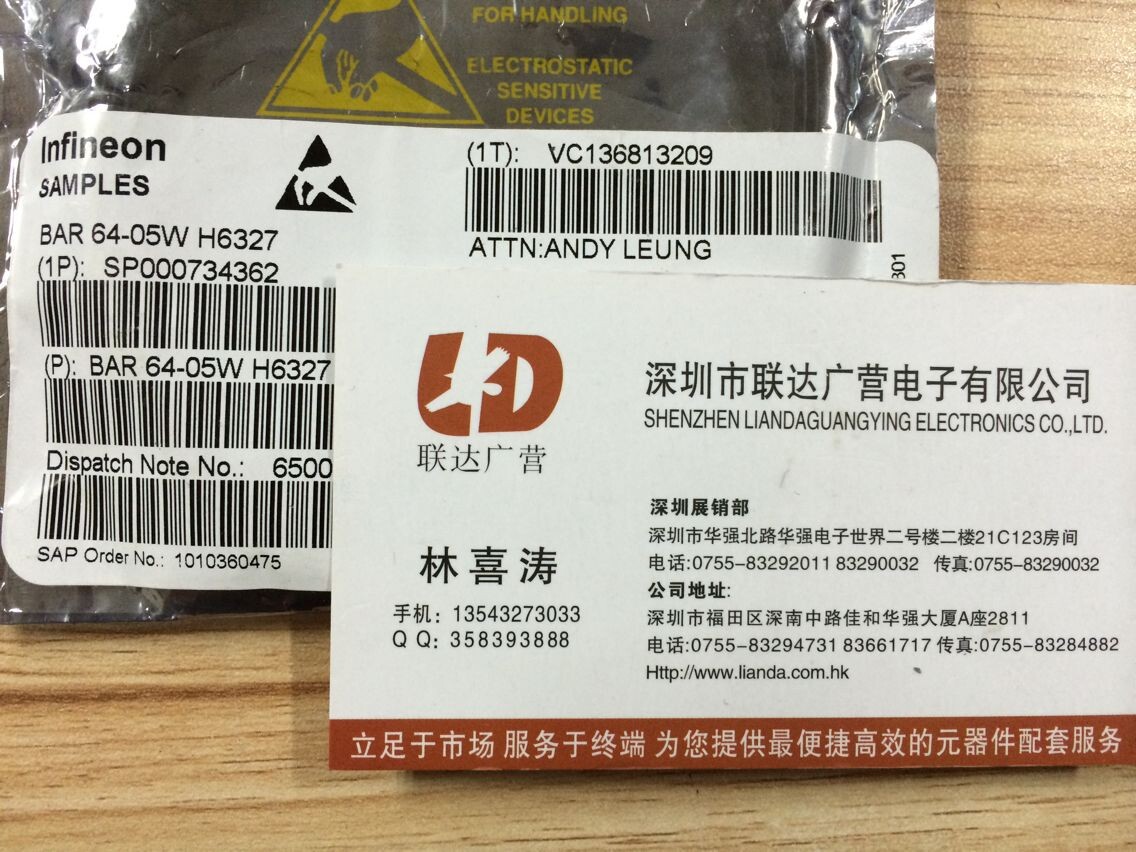 FOR HANDLING
ELECTROSTATIC
SENSITIVE
DEVICES
Infineon
SAMPLES
(1T): VC136813209
ATTN:ANDY LEUNG
BAR 64-05W H6327
(1P): SP000734362
(P): BAR 64-05W H6327
Dispatch Note No.: 6500
SAP Order No.: 1010360475
联达广营
深圳市联达广营电子有限公司
SHENZHEN LIANDAGUANGYING ELECTRONICS CO.,LTD.
林喜涛
手机：13543273033
QQ：358393888
深圳展销部
深圳市华强北路华强电子世界二号楼二楼21C123房间
电话:0755-83292011 83290032 传真:0755-83290032
公司地址:
深圳市福田区深南中路佳和华强大厦A座2811
电话:0755-83294731 83661717 传真:0755-83284882
Http://www.lianda.com.hk
立足于市场 服务于终端 为您提供最便捷高效的元器件配套服务